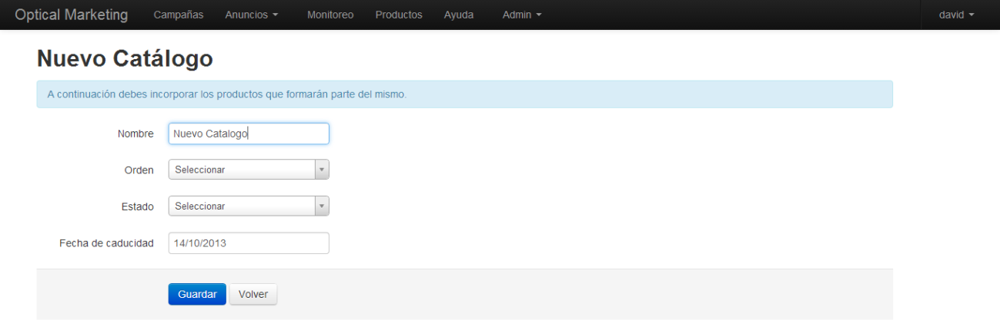 Optical Marketing Campañas Anuncios Monitoreo Productos Ayuda Admin david
Nuevo Catálogo
A continuación debes incorporar los productos que formarán parte del mismo.
Nombre Nuevo Catalogo
Orden Seleccionar
Estado Seleccionar
Fecha de caducidad 14/10/2013
Guardar Volver